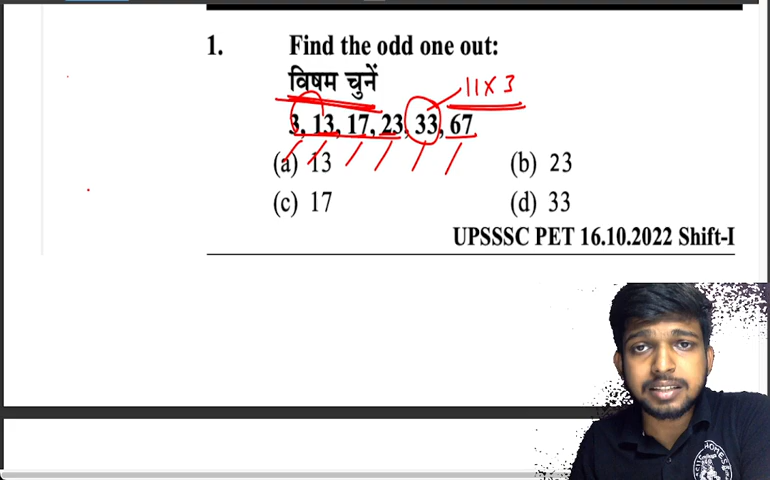 1. Find the odd one out:
विषम चुनें
11 × 3
3, 13, 17, 23, 33, 67
(a) 13 (b) 23
(c) 17 (d) 33
UPSSSC PET 16.10.2022 Shift-I